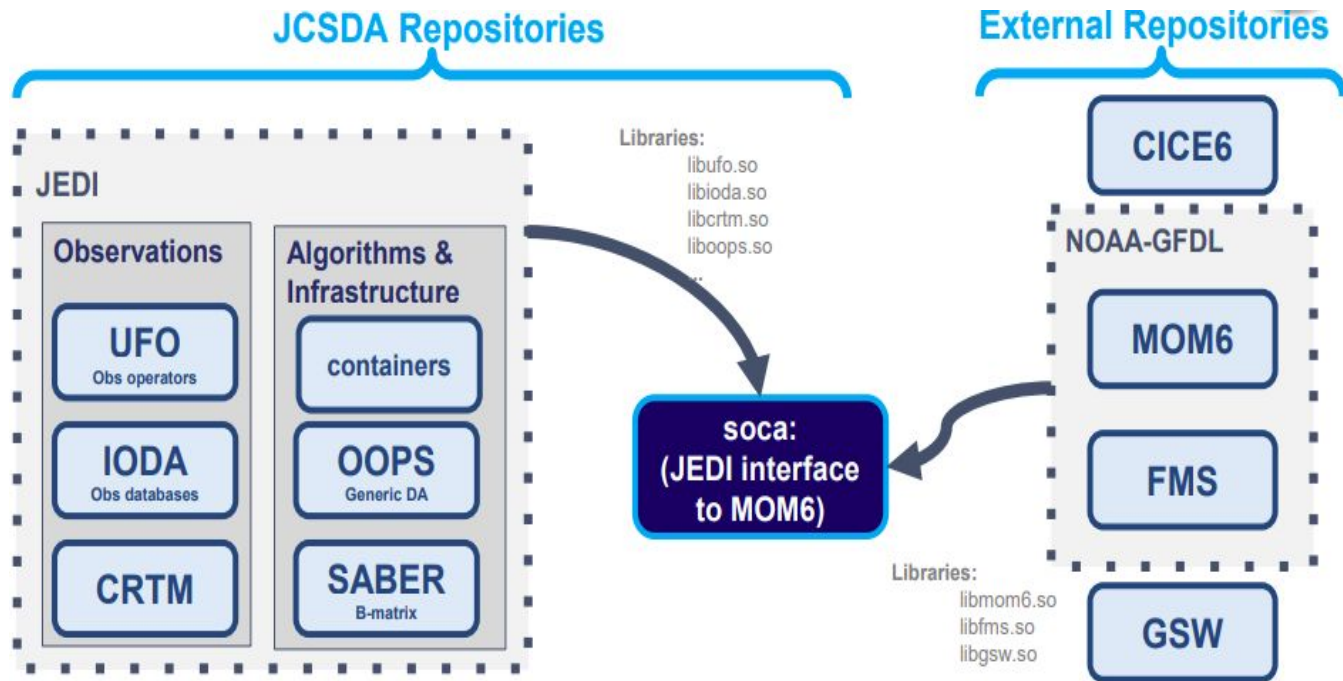 JCSDA Repositories
External Repositories
Libraries:
libufo.so
libioda.so
libcrtm.so
liboops.so
...
JEDI
Observations
UFO
Obs operators
IODA
Obs databases
CRTM
Algorithms &
Infrastructure
containers
OOPS
Generic DA
SABER
B-matrix
soca:
(JEDI interface
to MOM6)
CICE6
NOAA-GFDL
MOM6
FMS
GSW
Libraries:
libmom6.so
libfms.so
libgsw.so